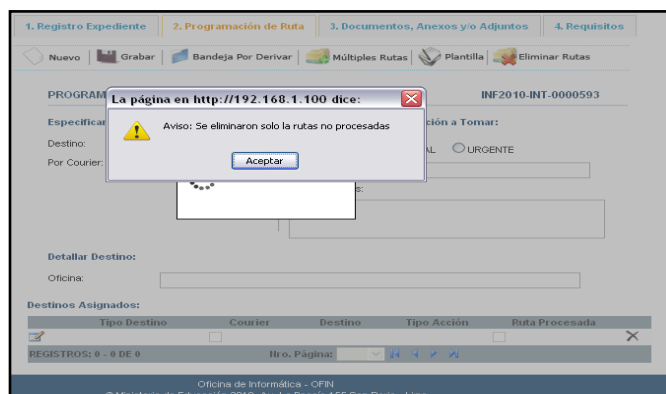 1. Registro Expediente 2. Programación de Ruta 3. Documentos, Anexos y/o Adjuntos 4. Requisitos
Nuevo Grabar Bandeja Por Derivar Múltiples Rutas Plantilla Eliminar Rutas
PROGRAM INF2010-INT-0000593
La página en http://192.168.1.100 dice:
Aviso: Se eliminaron solo la rutas no procesadas
Aceptar
Especificar ción a Tomar:
Destino: AL URGENTE
Por Courier:
s:
Detallar Destino:
Oficina:
Destinos Asignados:
Tipo Destino Courier Destino Tipo Acción Ruta Procesada
REGISTROS: 0 - 0 DE 0 Nro. Página:
Oficina de Informática - OFIN